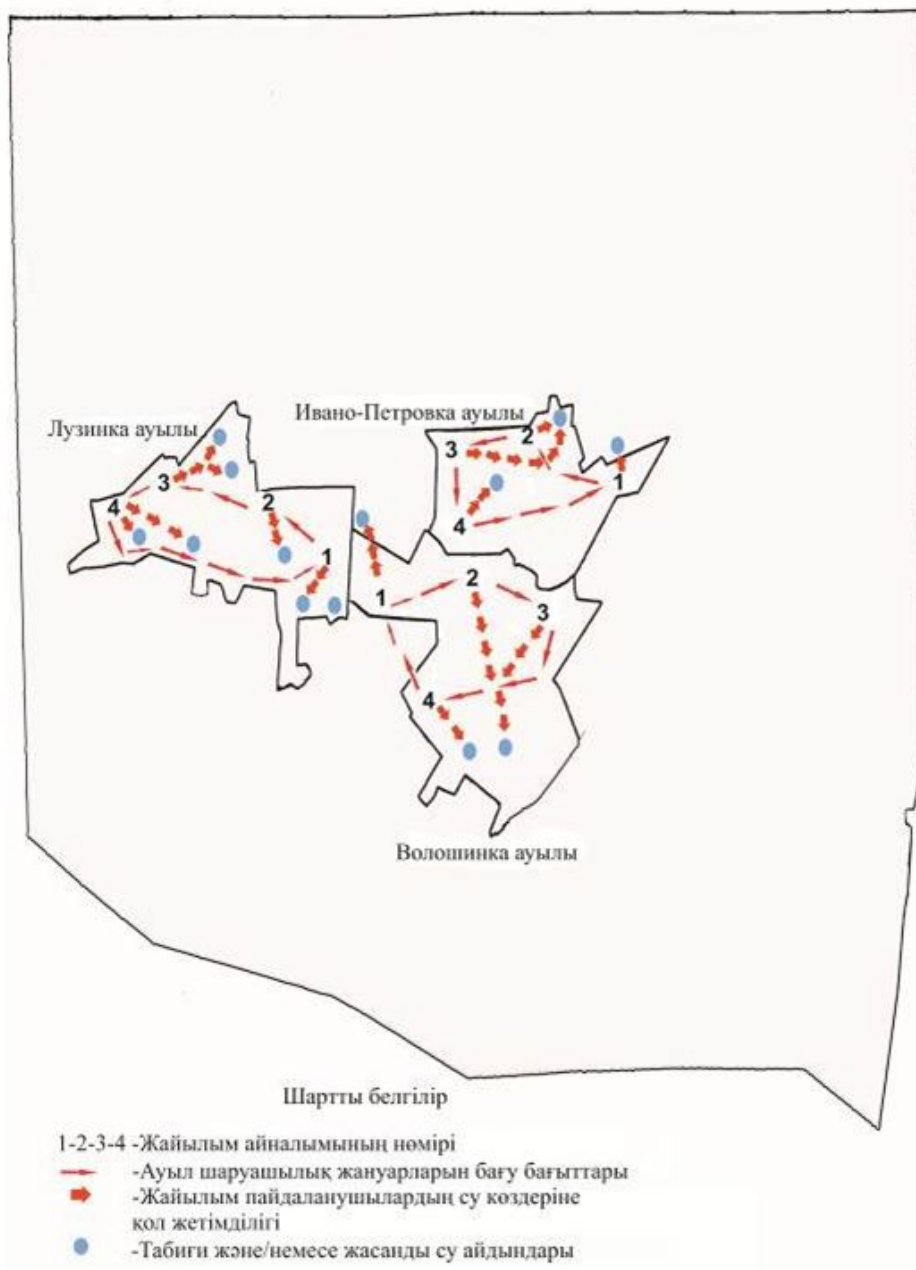 Ивано-Петровка ауылы
Лузинка ауылы
2
3
1
3
4
2
4
1
2
1
3
4
Волошинка ауылы
Шартты белгілір
1-2-3-4 -Жайылым айналымының нөмірі
-Ауыл шаруашылық жануарларын бағу бағыттары
-Жайылым пайдаланушылардың су көздеріне
қол жетімділігі
-Табиғи және/немесе жасанды су айдындары